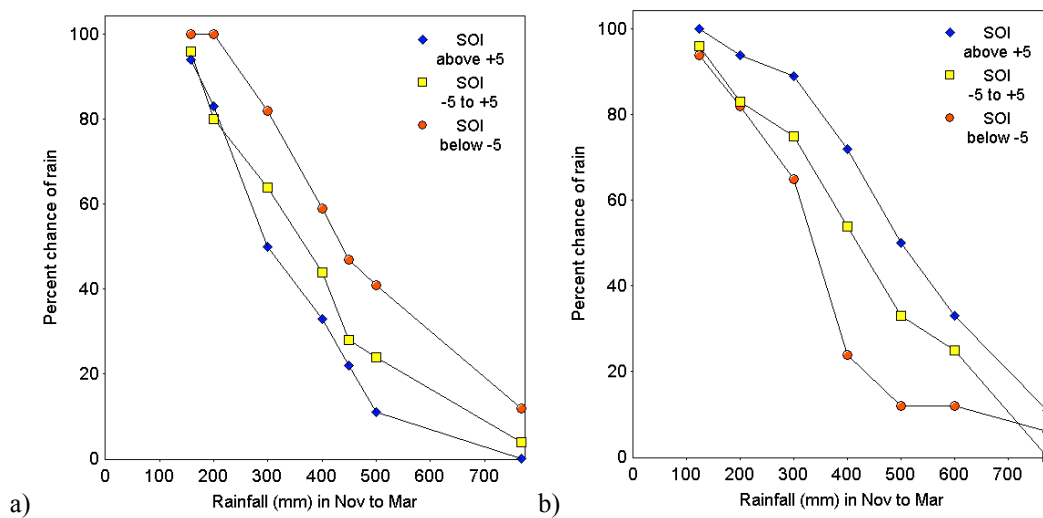 100
80
60
40
20
0
Percent chance of rain
SOI
above +5
SOI
-5 to +5
SOI
below -5
0 100 200 300 400 500 600 700
Rainfall (mm) in Nov to Mar
a)
100
80
60
40
20
0
Percent chance of rain
SOI
above +5
SOI
-5 to +5
SOI
below -5
0 100 200 300 400 500 600 700
Rainfall (mm) in Nov to Mar
b)